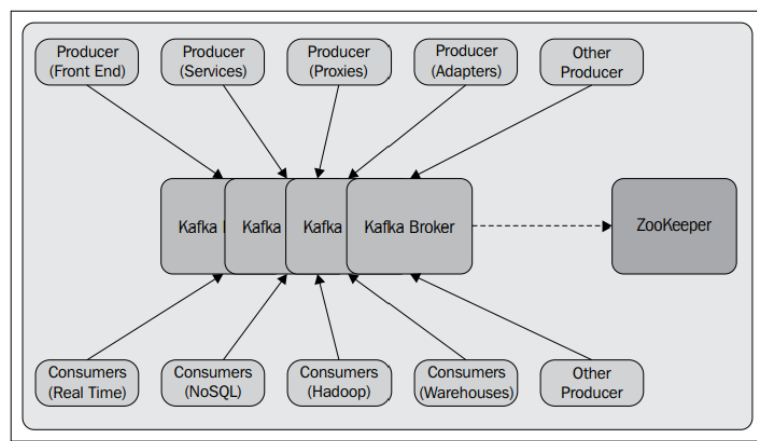 Producer
(Front End)
Producer
(Services)
Producer
(Proxies)
Producer
(Adapters)
Other
Producer
Kafka
Kafka
Kafka
Kafka Broker
ZooKeeper
Consumers
(Real Time)
Consumers
(NoSQL)
Consumers
(Hadoop)
Consumers
(Warehouses)
Other
Producer